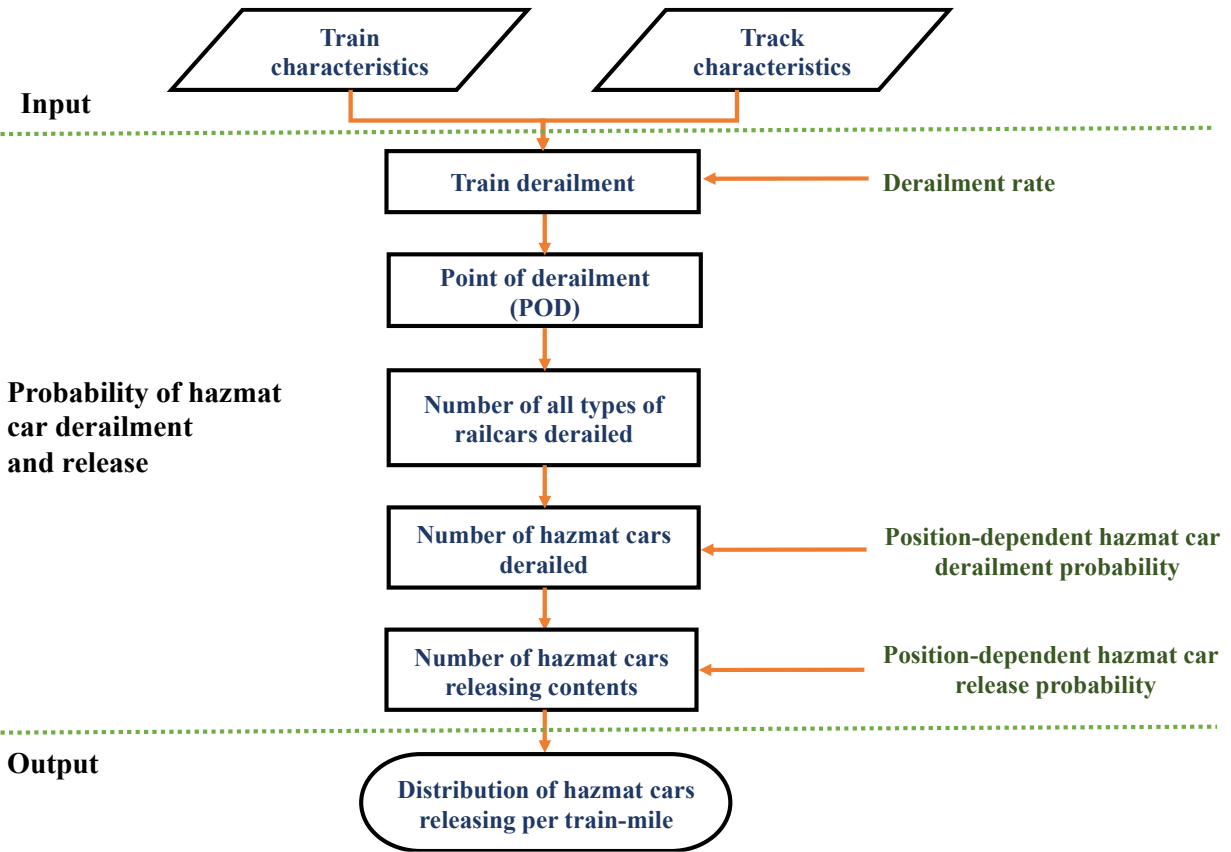 Train
characteristics
Track
characteristics
Input
Train derailment
Derailment rate
Point of derailment
(POD)
Probability of hazmat
car derailment
and release
Number of all types of
railcars derailed
Number of hazmat cars
derailed
Position-dependent hazmat car
derailment probability
Number of hazmat cars
releasing contents
Position-dependent hazmat car
release probability
Output
Distribution of hazmat cars
releasing per train-mile